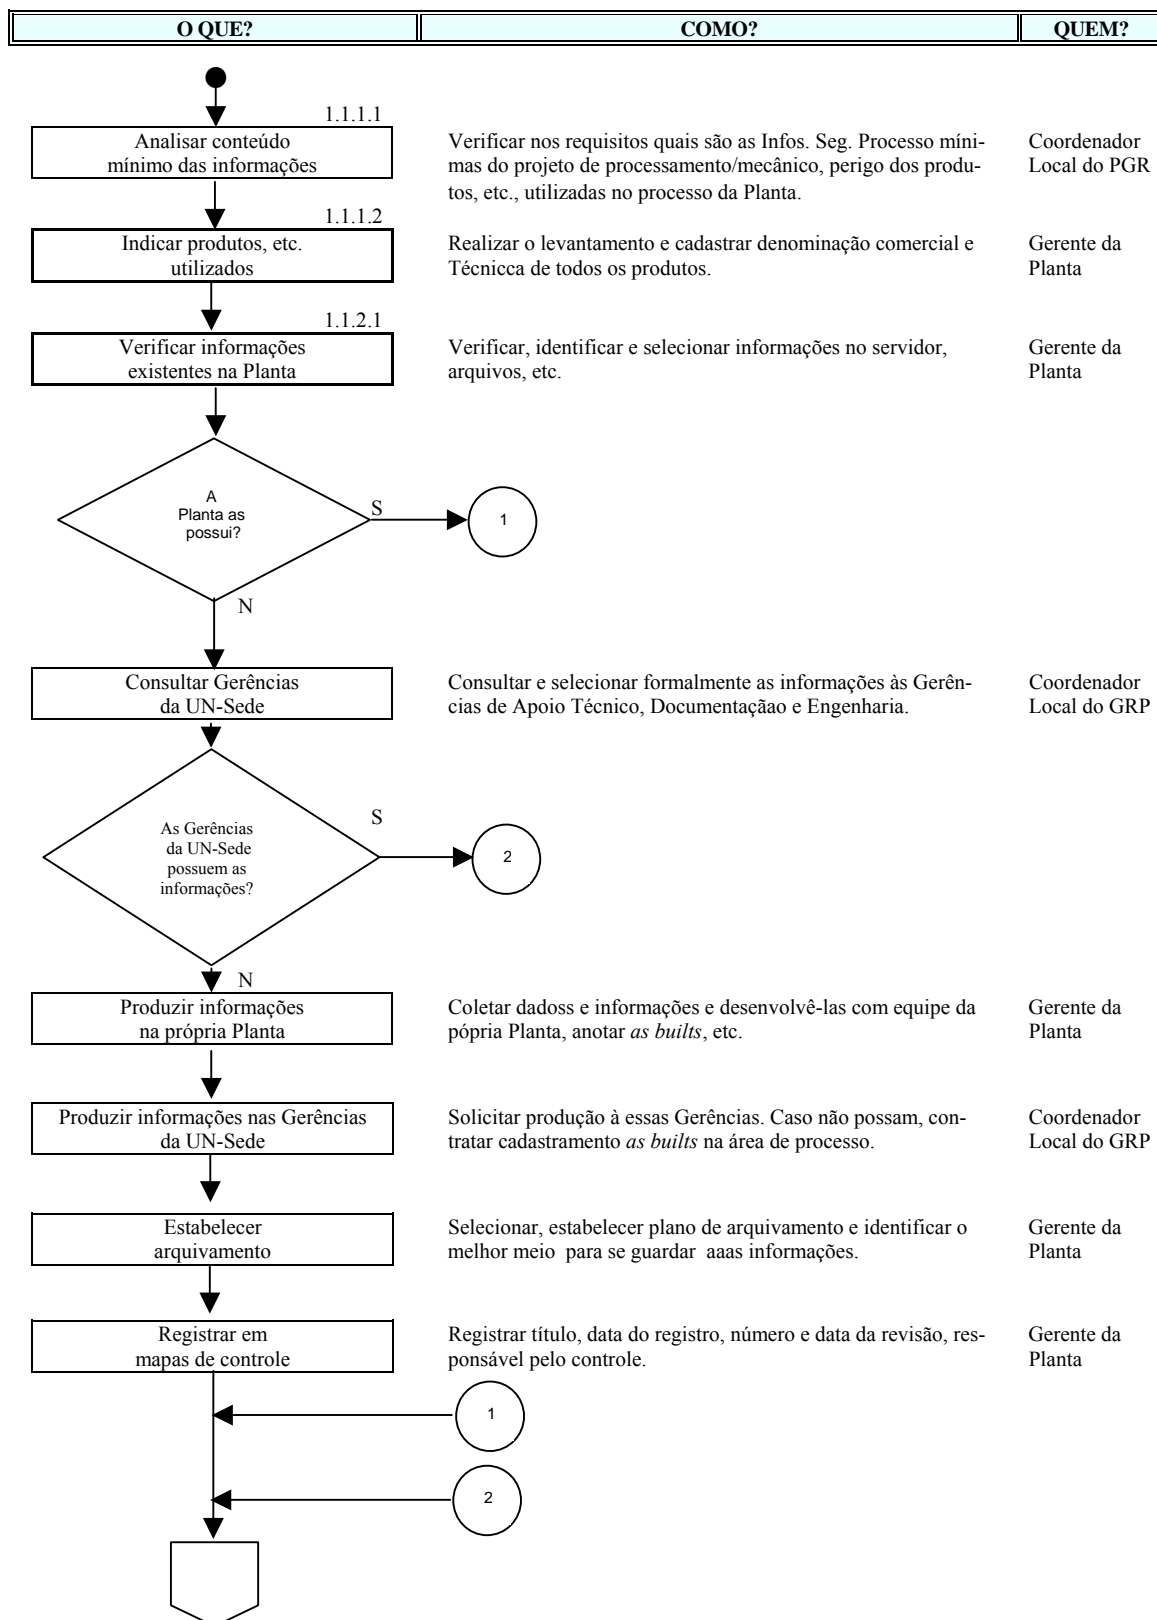 O QUE? COMO? QUEM?
1.1.1.1
Analisar conteúdo
mínimo das informações
Verificar nos requisitos quais são as Infos. Seg. Processo míni-
mas do projeto de processamento/mecânico, perigo dos produ-
tos, etc., utilizadas no processo da Planta.
Coordenador
Local do PGR
1.1.1.2
Indicar produtos, etc.
utilizados
Realizar o levantamento e cadastrar denominação comercial e
Técnicca de todos os produtos.
Gerente da
Planta
1.1.2.1
Verificar informações
existentes na Planta
Verificar, identificar e selecionar informações no servidor,
arquivos, etc.
Gerente da
Planta
A
Planta as
possui?
S
1
N
Consultar Gerências
da UN-Sede
Consultar e selecionar formalmente as informações às Gerên-
cias de Apoio Técnico, Documentaçãao e Engenharia.
Coordenador
Local do GRP
As Gerências
da UN-Sede
possuem as
informações?
S
2
N
Produzir informações
na própria Planta
Coletar dadoss e informações e desenvolvê-las com equipe da
pópria Planta, anotar as builts, etc.
Gerente da
Planta
Produzir informações nas Gerências
da UN-Sede
Solicitar produção à essas Gerências. Caso não possam, con-
tratar cadastramento as builts na área de processo.
Coordenador
Local do GRP
Estabelecer
arquivamento
Selecionar, estabelecer plano de arquivamento e identificar o
melhor meio  para se guardar  aaas informações.
Gerente da
Planta
Registrar em
mapas de controle
Registrar título, data do registro, número e data da revisão, res-
ponsável pelo controle.
Gerente da
Planta
1
2